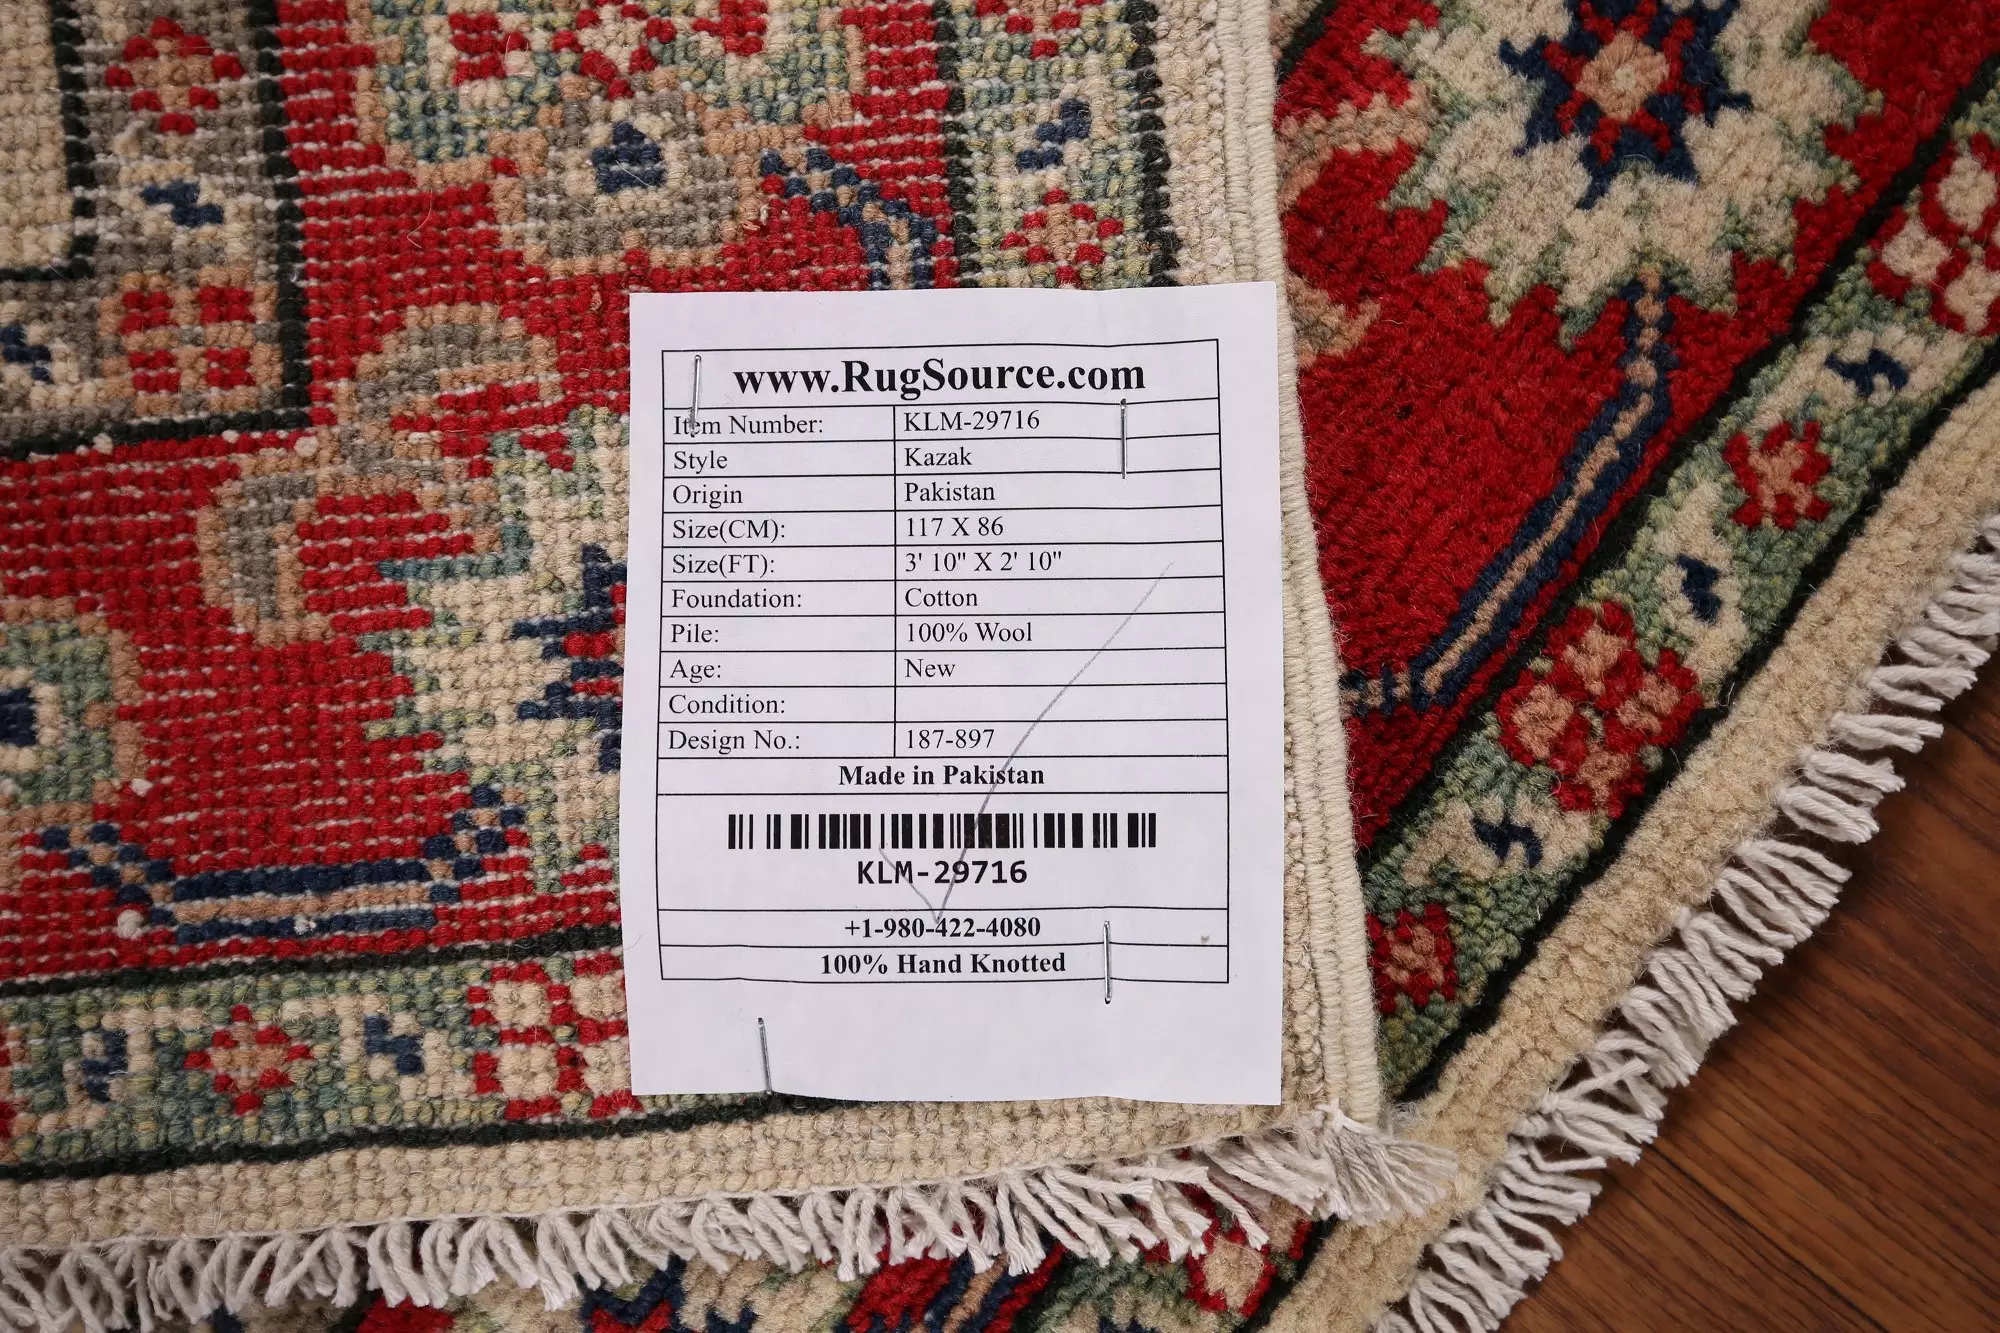 www.RugSource.com
Item Number: KLM-29716
Style Kazak
Origin Pakistan
Size(CM): 117 X 86
Size(FT): 3' 10" X 2' 10"
Foundation: Cotton
Pile: 100% Wool
Age: New
Condition:
Design No.: 187-897
Made in Pakistan
KLM-29716
+1-980-422-4080
100% Hand Knotted